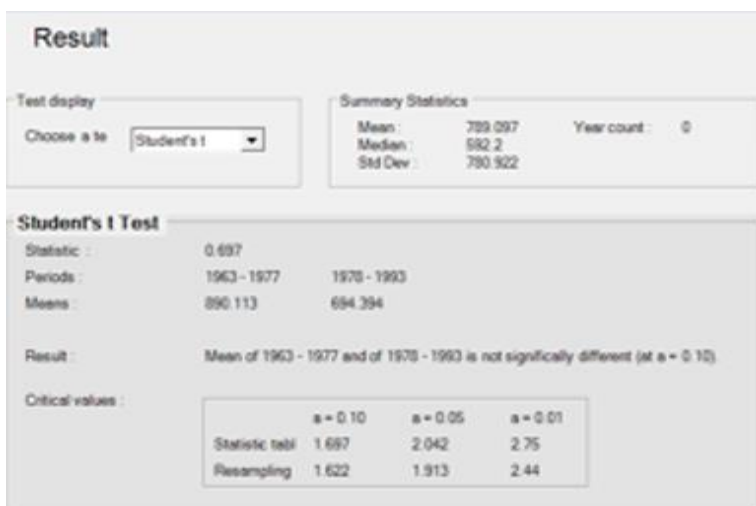 Result
Test display
Choose a te Student's t
Summary Statistics
Mean : 789.097 Year count : 0
Median : 592.2
Std Dev : 780.922
Student's t Test
Statistic : 0.697
Periods : 1963 - 1977 1978 - 1993
Means : 890.113 694.394
Result : Mean of 1963 - 1977 and of 1978 - 1993 is not significally different (at a = 0.10).
Critical values :
a = 0.10 a = 0.05 a = 0.01
Statistic tabl 1.697 2.042 2.75
Resampling 1.622 1.913 2.44